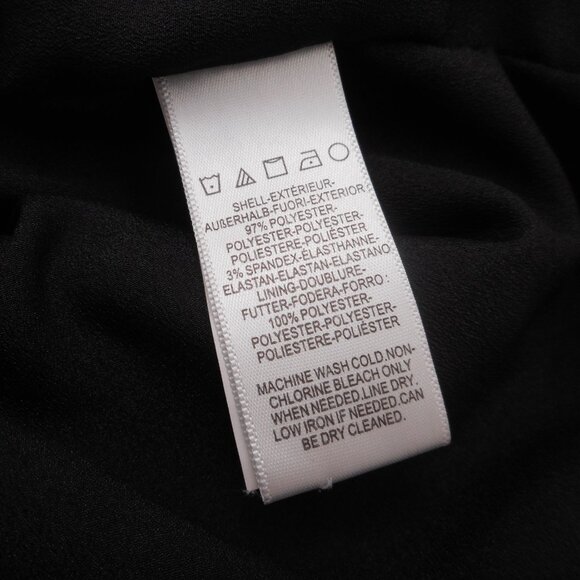 SHELL-EXTÉRIEUR-
AUßERHALB-FUORI-EXTERIOR:
97% POLYESTER-
POLYESTER-POLYESTER-
POLIESTERE-POLIÉSTER
3% SPANDEX-ÉLASTHANNE-
ELASTAN-ELASTAN-ELASTANO
LINING-DOUBLURE-
FUTTER-FODERA-FORRO :
100% POLYESTER-
POLYESTER-POLYESTER-
POLIESTERE-POLIÉSTER
MACHINE WASH COLD.NON-
CHLORINE BLEACH ONLY
WHEN NEEDED.LINE DRY.
LOW IRON IF NEEDED.CAN
BE DRY CLEANED.